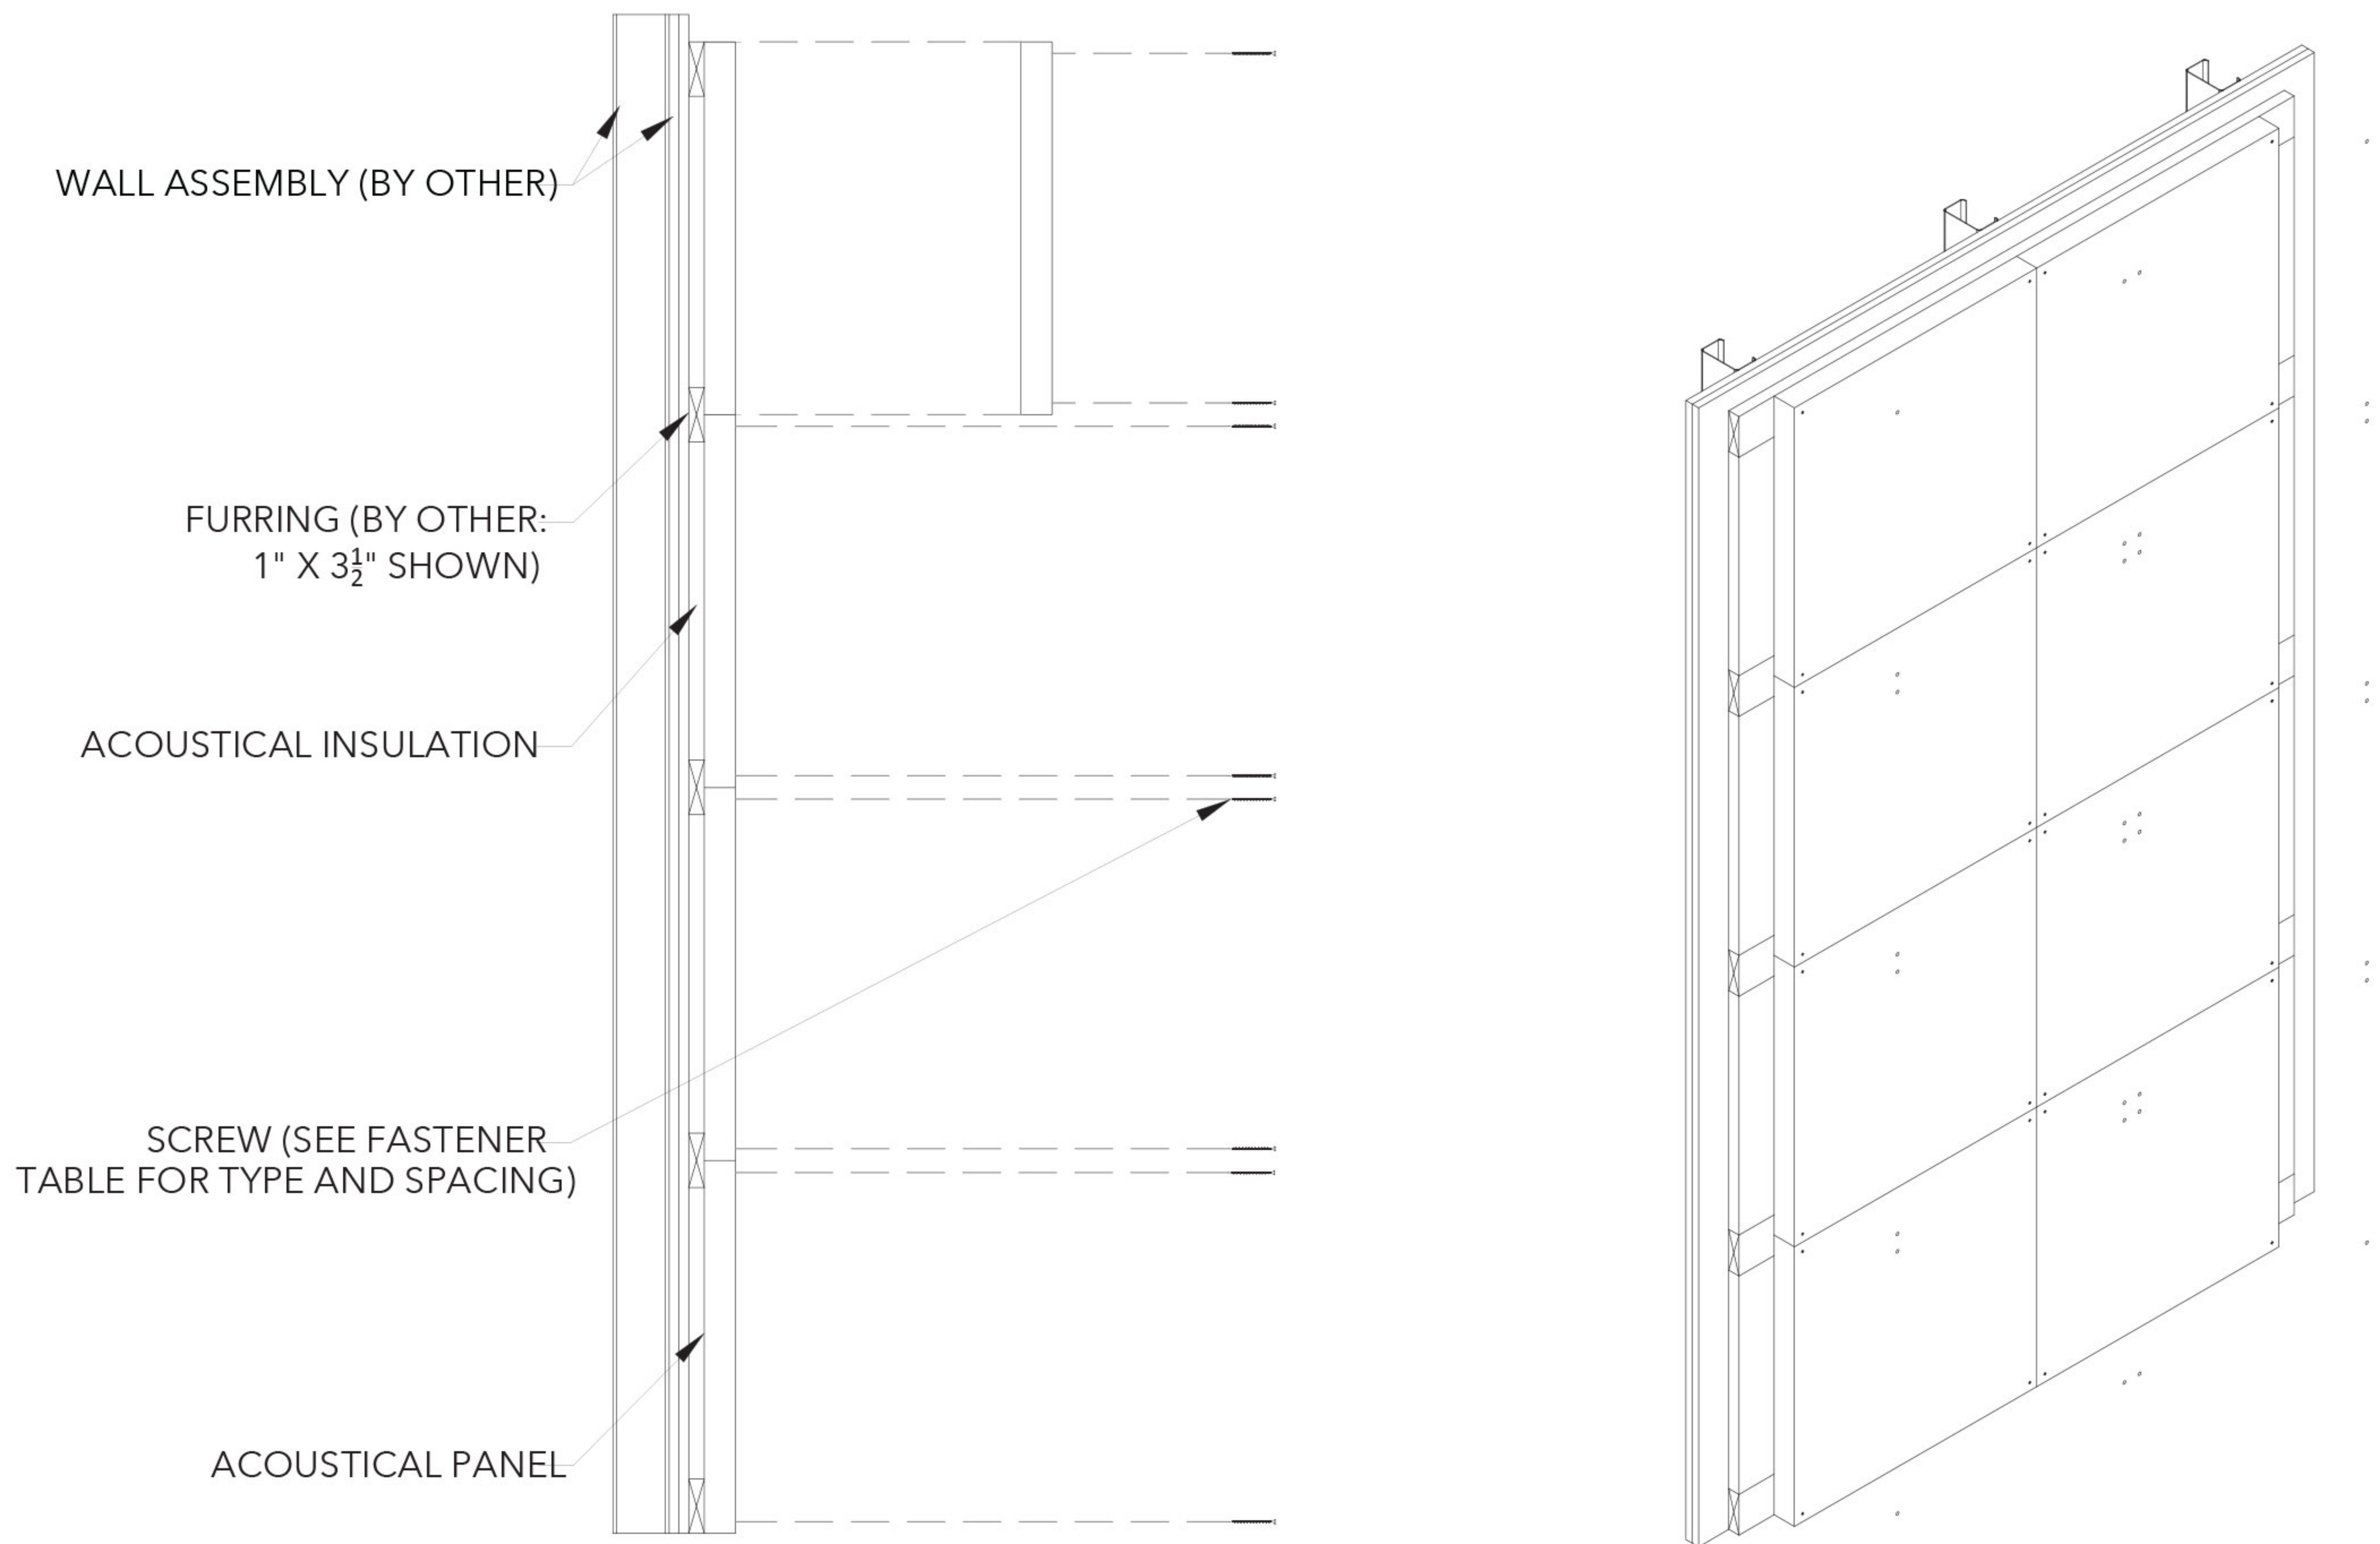 WALL ASSEMBLY (BY OTHER)
FURRING (BY OTHER:
1" X 3½" SHOWN)
ACOUSTICAL INSULATION
SCREW (SEE FASTENER
TABLE FOR TYPE AND SPACING)
ACOUSTICAL PANEL